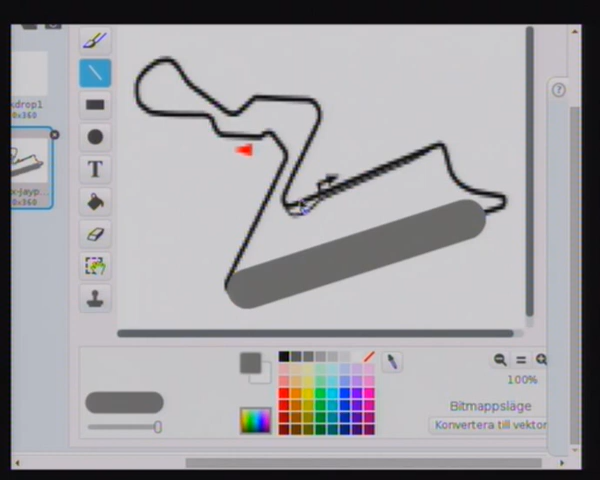 drop1
0x360
x-jayp...
0x360
T
100%
Bitmappsläge
Konvertera till vektor
?